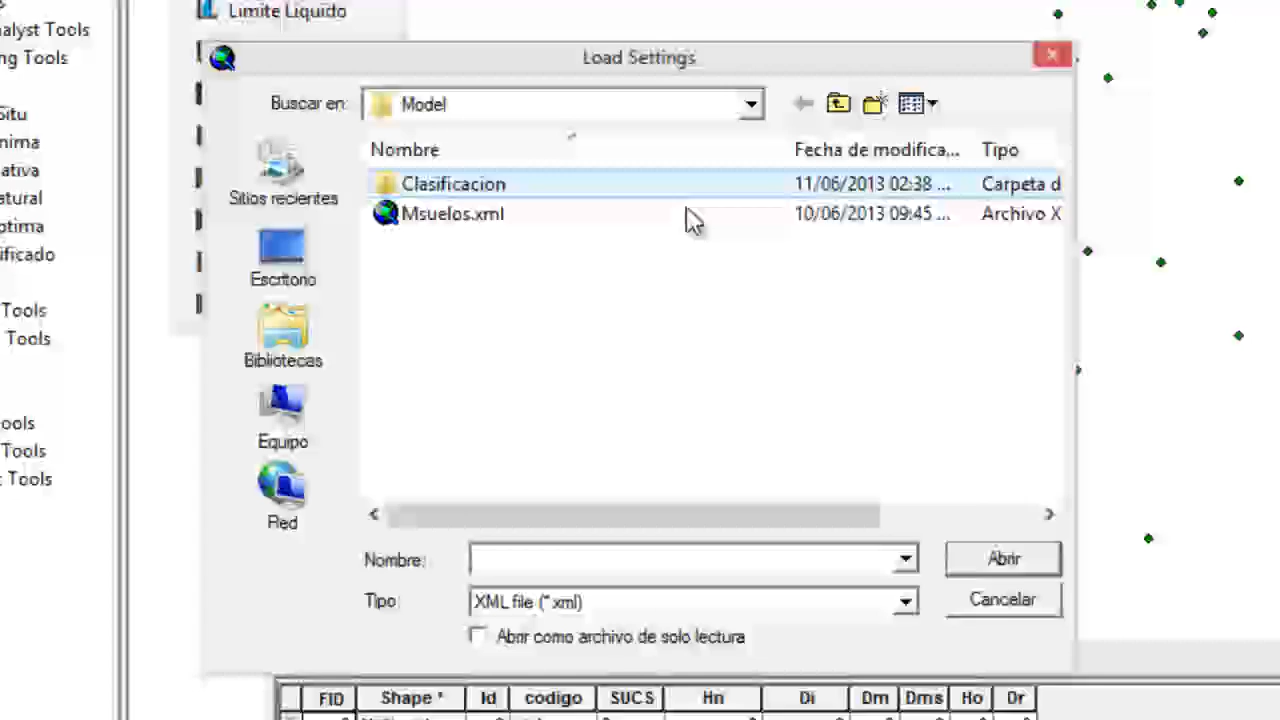 Limite Liquido
nalyst Tools
ng Tools
Situ
nima
ativa
atural
ptima
ificado
Tools
Tools
ools
Tools
t Tools
Load Settings
Buscar en:
Model
Nombre
Fecha de modifica...
Tipo
Clasificacion
11/06/2013 02:38 ...
Carpeta d
Msuelos.xml
10/06/2013 09:45 ...
Archivo X
Sitios recientes
Escritorio
Bibliotecas
Equipo
Red
Nombre:
Abrir
Tipo:
XML file (*.xml)
Cancelar
Abrir como archivo de solo lectura
FID
Shape *
Id
codigo
SUCS
Hn
Di
Dm
Dms
Ho
Dr